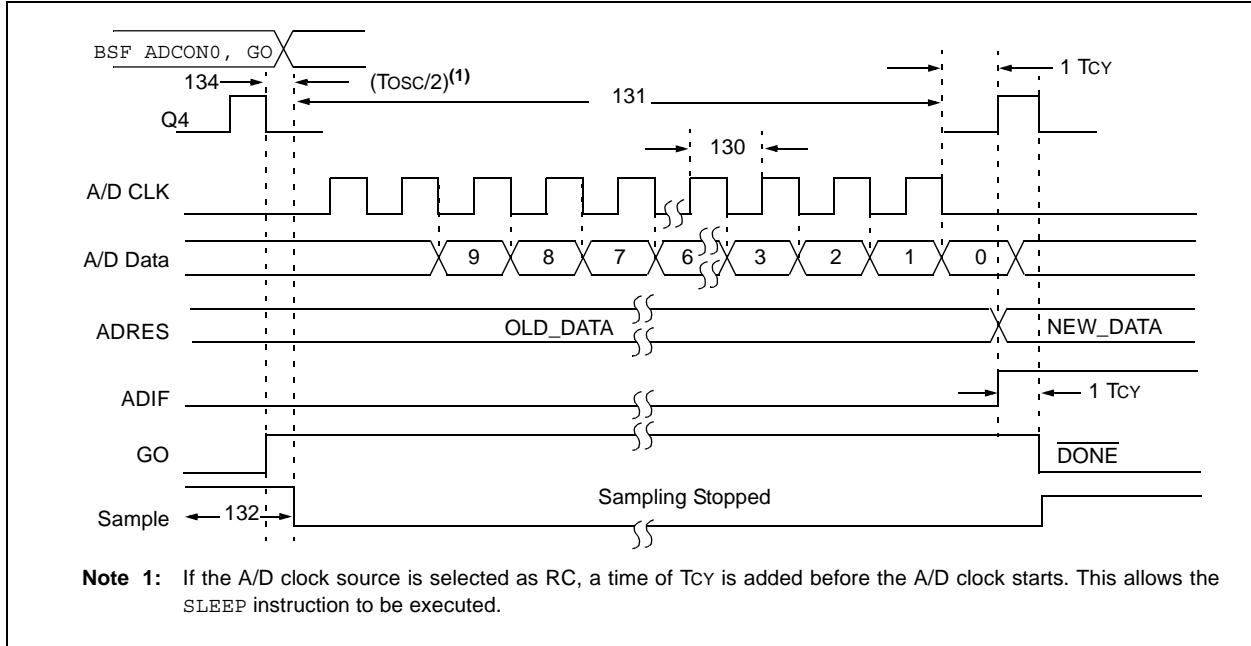 BSF ADCON0, GO
134 (TOSC/2)(1) 131 1 TCY
Q4
130
A/D CLK
A/D Data 9 8 7 6 3 2 1 0
ADRES OLD_DATA NEW_DATA
ADIF 1 TCY
GO DONE
Sample 132 Sampling Stopped
Note 1: If the A/D clock source is selected as RC, a time of TCY is added before the A/D clock starts. This allows the
SLEEP instruction to be executed.